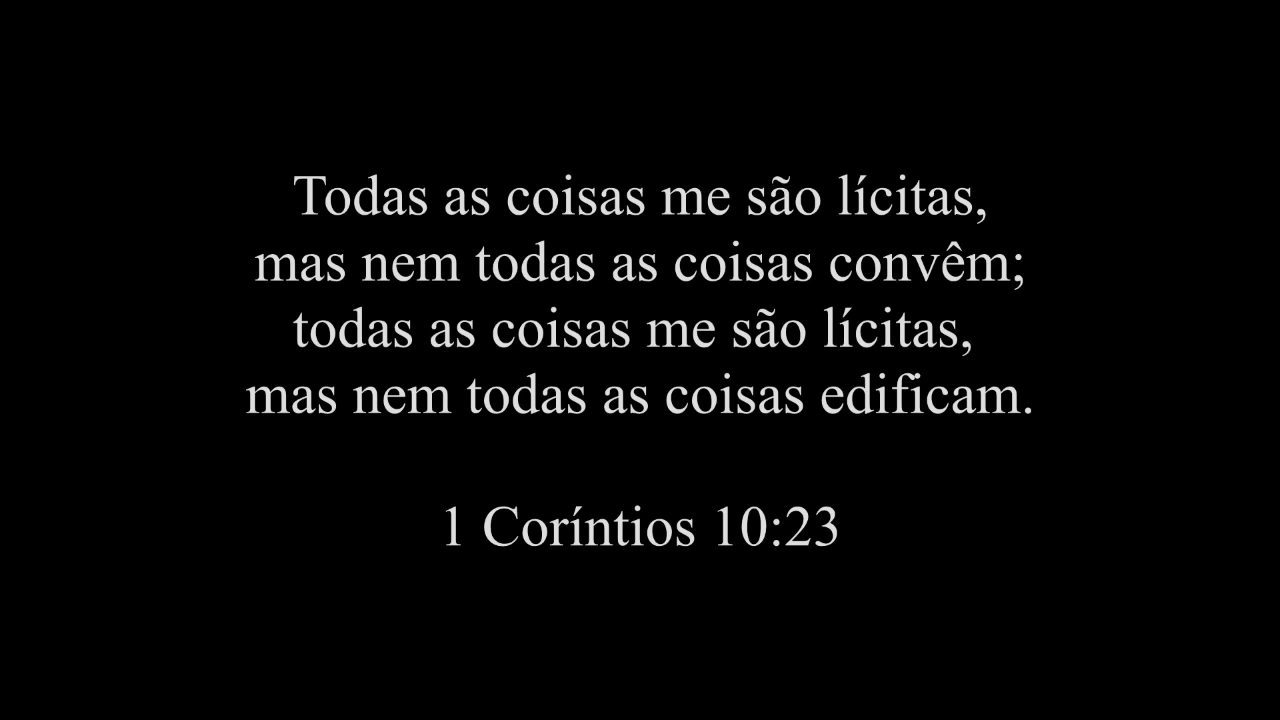 Todas as coisas me são lícitas,
mas nem todas as coisas convêm;
todas as coisas me são lícitas,
mas nem todas as coisas edificam.
1 Coríntios 10:23